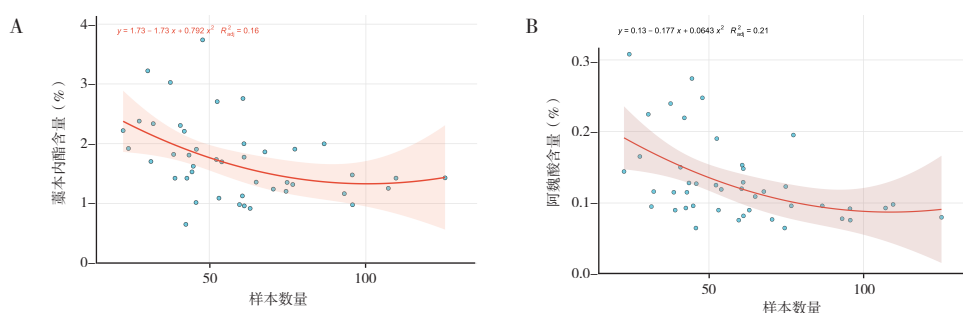 A
y = 1.73 − 1.73 x + 0.792 x² R²adj = 0.16
藁本内酯含量（%）
4
3
2
1
0
50
100
样本数量
B
y = 0.13 − 0.177 x + 0.0643 x² R²adj = 0.21
阿魏酸含量（%）
0.3
0.2
0.1
0.0
50
100
样本数量